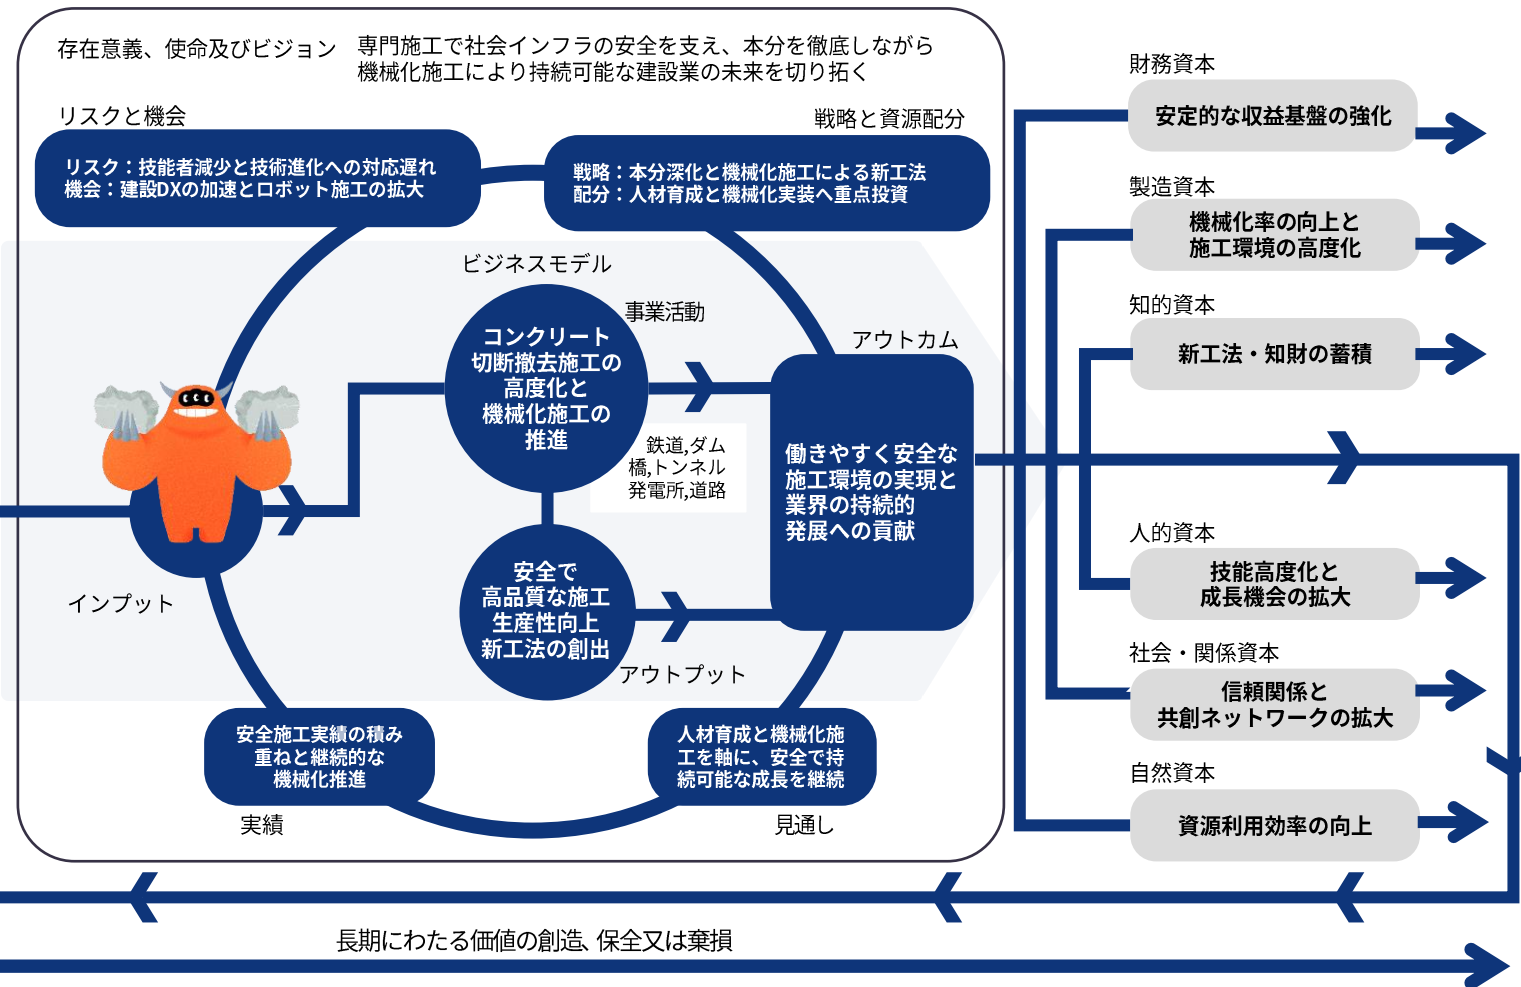 存在意義、使命及びビジョン
専門施工で社会インフラの安全を支え、本分を徹底しながら
機械化施工により持続可能な建設業の未来を切り拓く
リスクと機会
リスク：技能者減少と技術進化への対応遅れ
機会：建設DXの加速とロボット施工の拡大
戦略と資源配分
戦略：本分深化と機械化施工による新工法
配分：人材育成と機械化実装へ重点投資
ビジネスモデル
事業活動
コンクリート
切断撤去施工の
高度化と
機械化施工の
推進
鉄道,ダム
橋,トンネル
発電所,道路
安全で
高品質な施工
生産性向上
新工法の創出
アウトプット
アウトカム
働きやすく安全な
施工環境の実現と
業界の持続的
発展への貢献
インプット
安全施工実績の積み
重ねと継続的な
機械化推進
実績
人材育成と機械化施
工を軸に、安全で持
続可能な成長を継続
見通し
財務資本
安定的な収益基盤の強化
製造資本
機械化率の向上と
施工環境の高度化
知的資本
新工法・知財の蓄積
人的資本
技能高度化と
成長機会の拡大
社会・関係資本
信頼関係と
共創ネットワークの拡大
自然資本
資源利用効率の向上
長期にわたる価値の創造、保全又は棄損